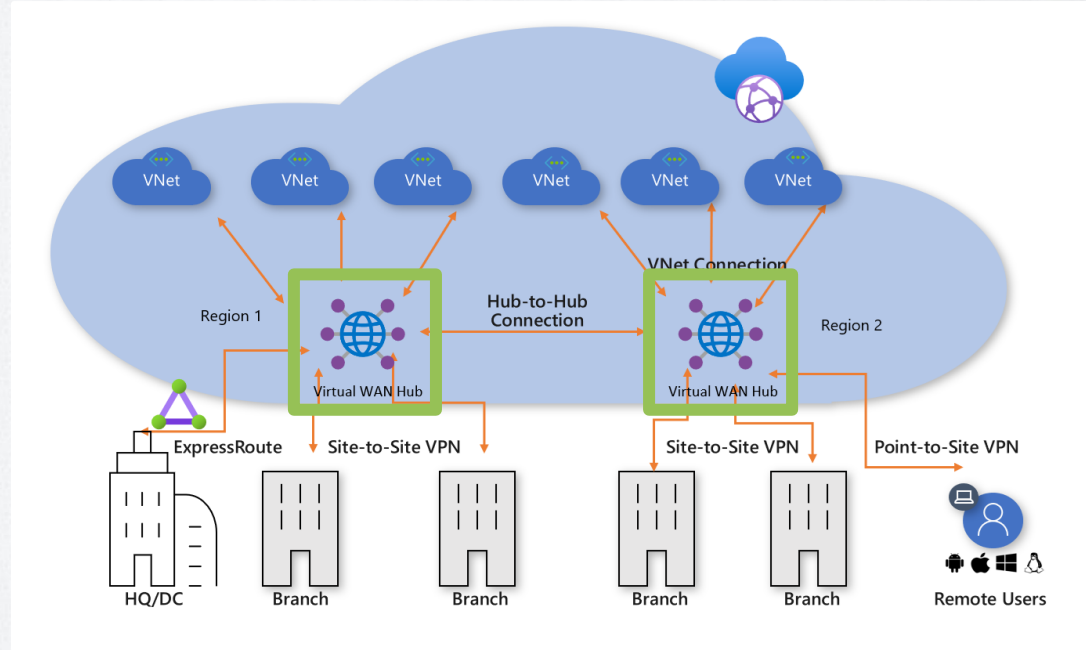 VNet
VNet
VNet
VNet
VNet
VNet
VNet Connection
Region 1
Hub-to-Hub
Connection
Region 2
Virtual WAN Hub
Virtual WAN Hub
ExpressRoute
Site-to-Site VPN
Site-to-Site VPN
Point-to-Site VPN
HQ/DC
Branch
Branch
Branch
Branch
Remote Users